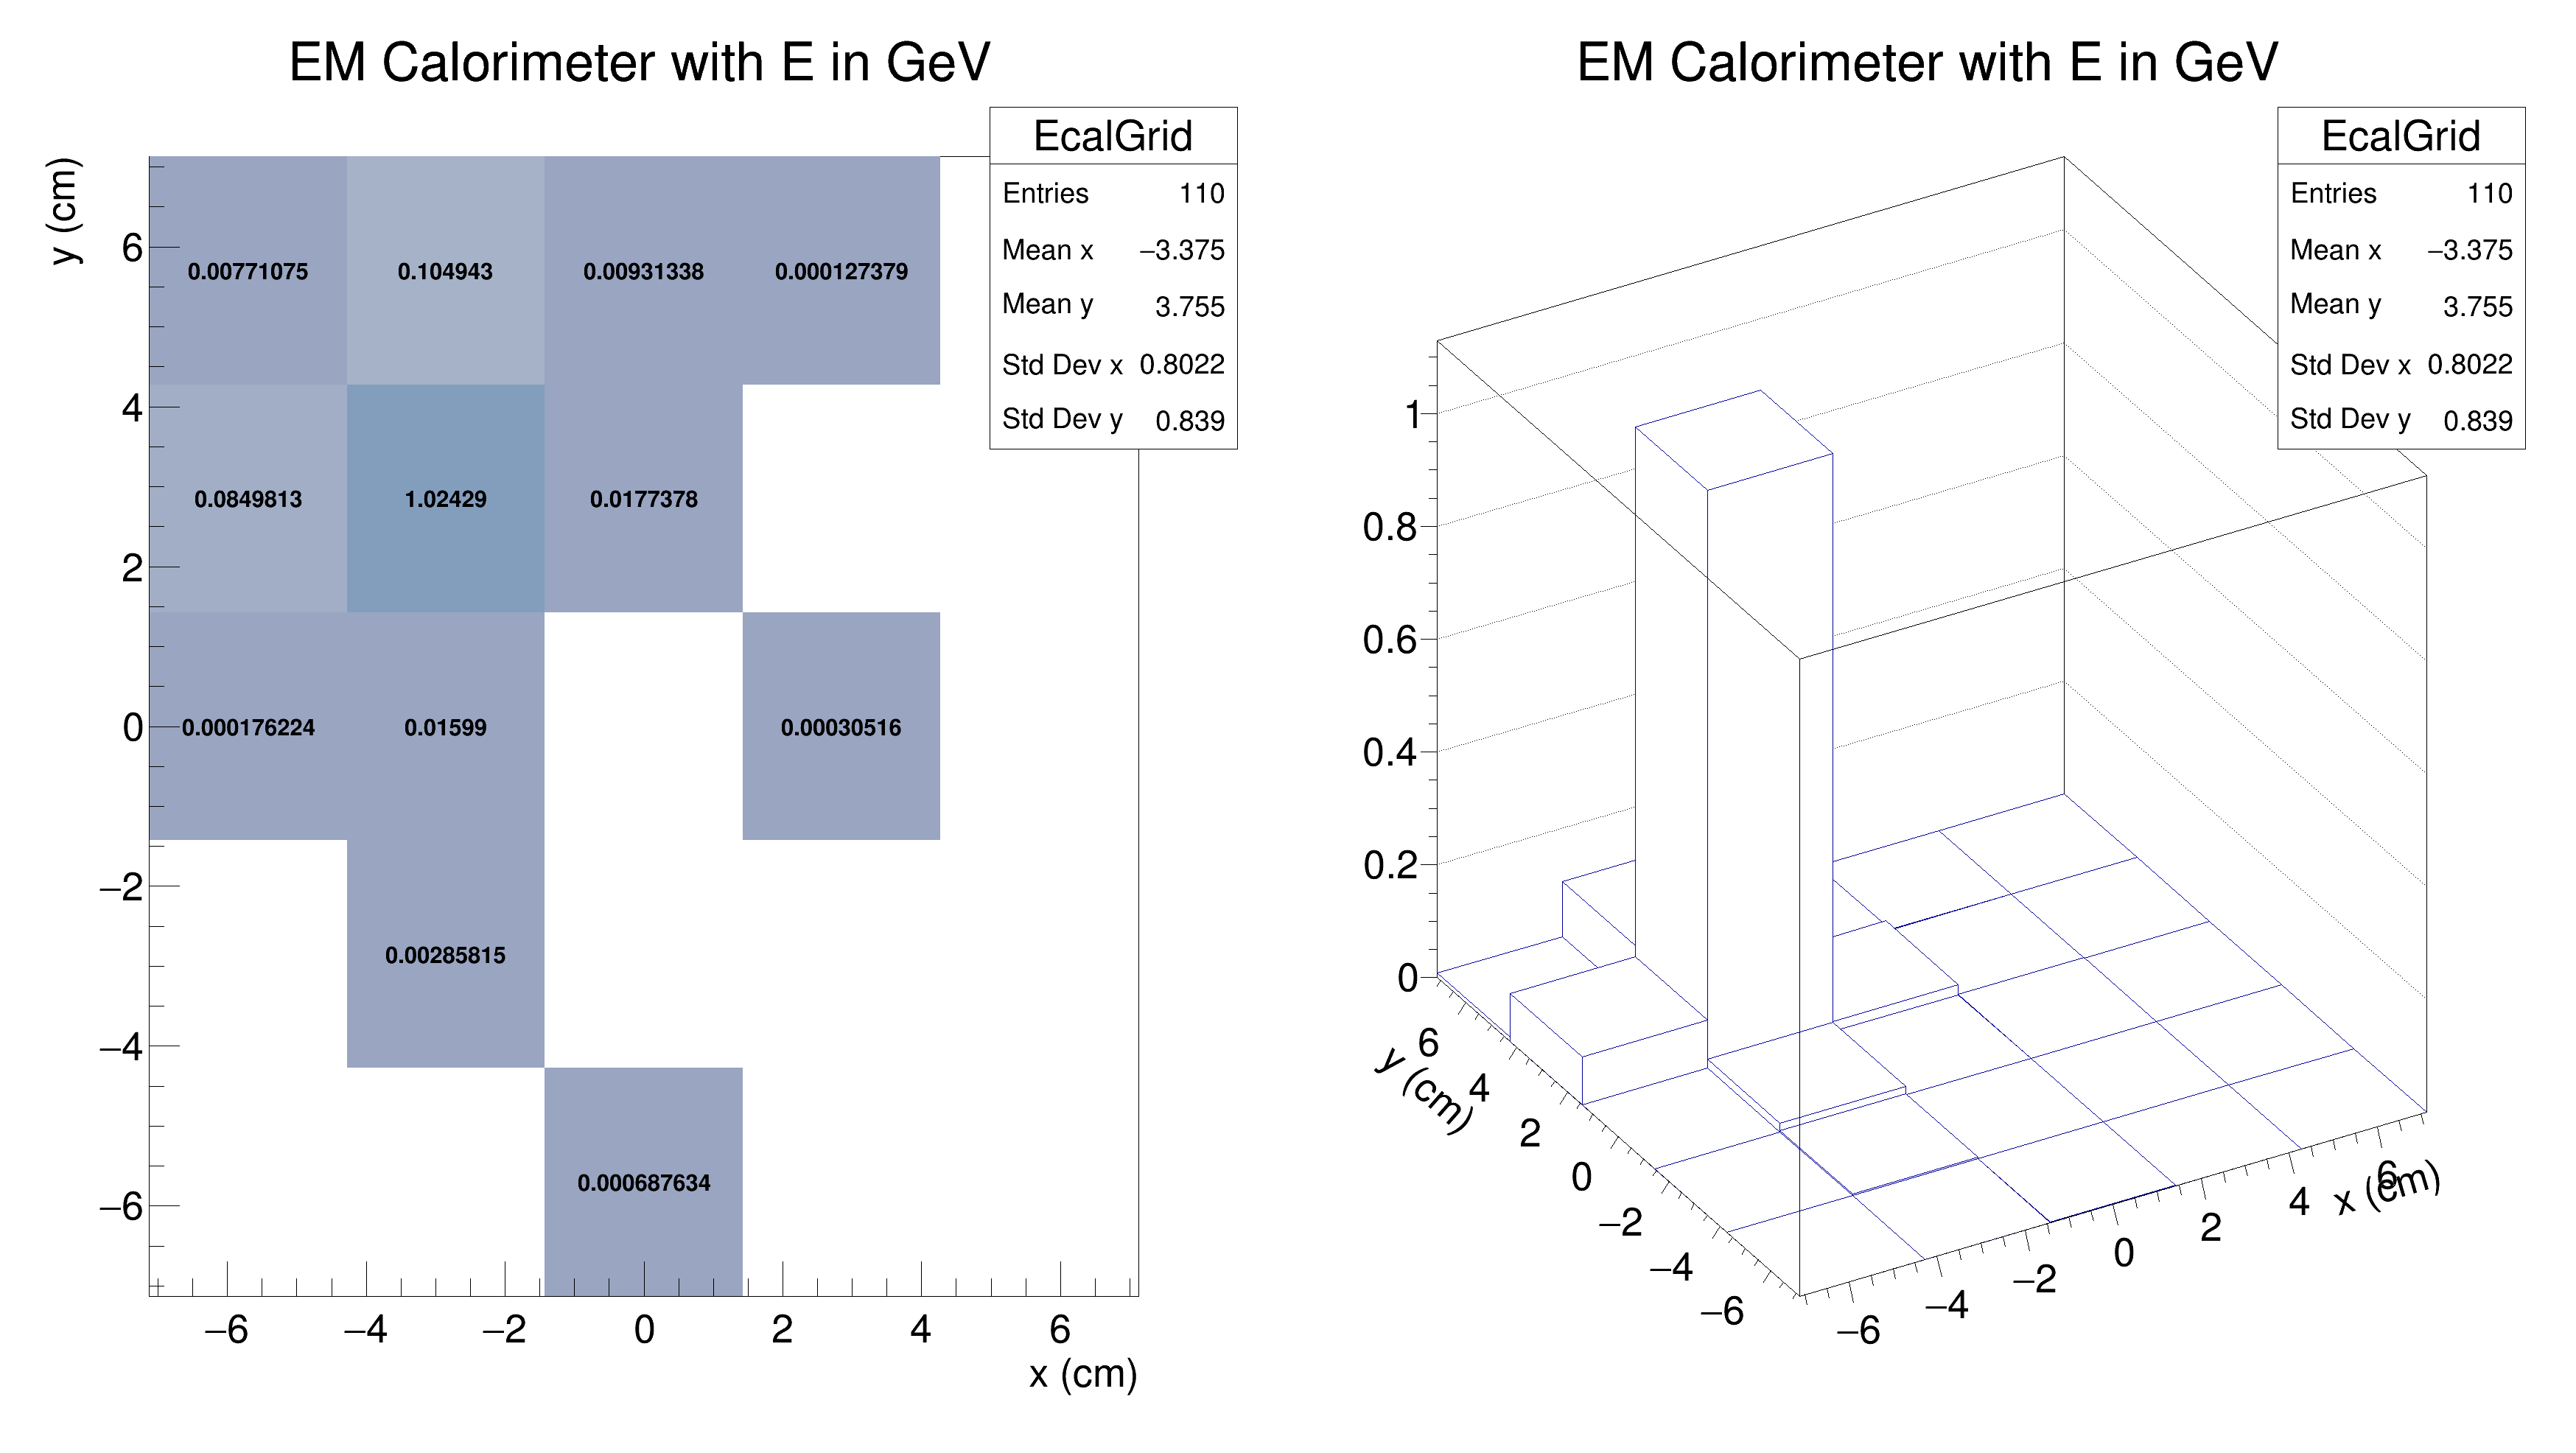 EM Calorimeter with E in GeV
EcalGrid
Entries 110
Mean x −3.375
Mean y 3.755
Std Dev x 0.8022
Std Dev y 0.839
y (cm)
6
4
2
0
−2
−4
−6
0.00771075 0.104943 0.00931338 0.000127379
0.0849813 1.02429 0.0177378
0.000176224 0.01599 0.00030516
0.00285815
0.000687634
−6 −4 −2 0 2 4 6
x (cm)
EM Calorimeter with E in GeV
EcalGrid
Entries 110
Mean x −3.375
Mean y 3.755
Std Dev x 0.8022
Std Dev y 0.839
1
0.8
0.6
0.4
0.2
0
y (cm)
6
4
2
0
−2
−4
−6
−6
−4
−2
0
2
4
6
x (cm)